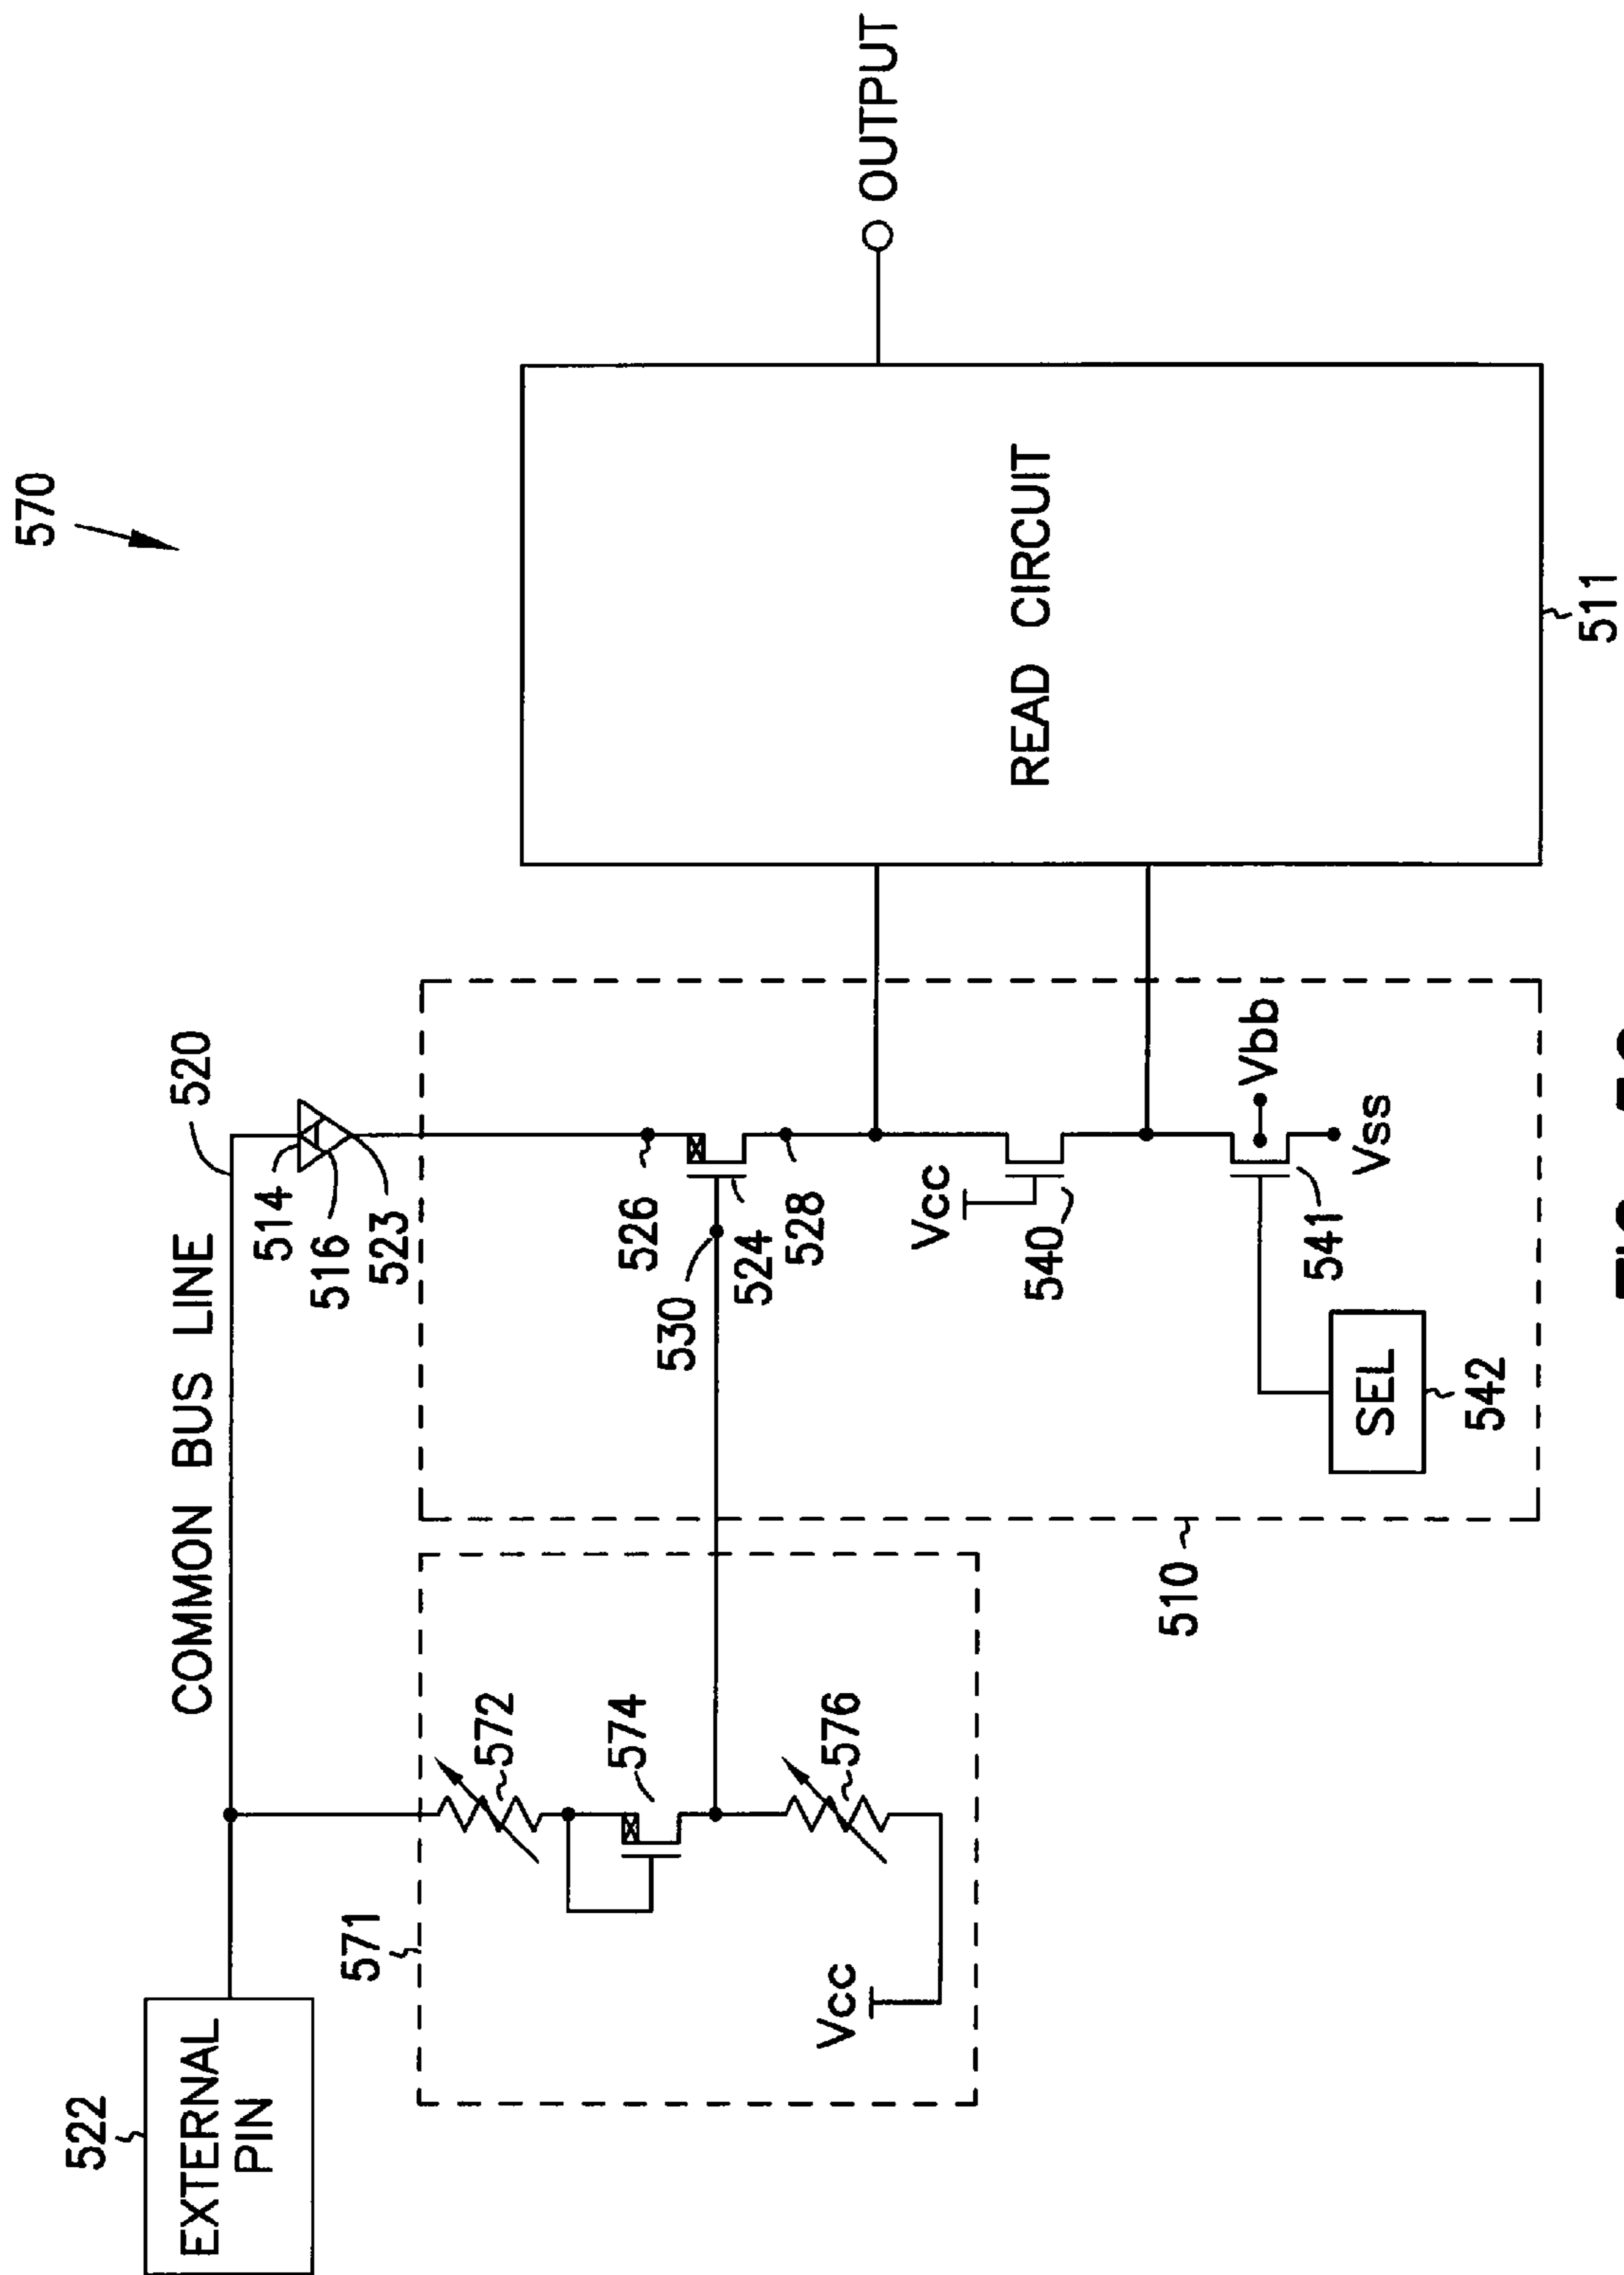 570
COMMON BUS LINE
520
522
EXTERNAL
PIN
514
516
523
571
572
574
576
Vcc
526
530
524
528
Vcc
540
Vbb
541
Vss
SEL
542
510
READ CIRCUIT
511
OUTPUT